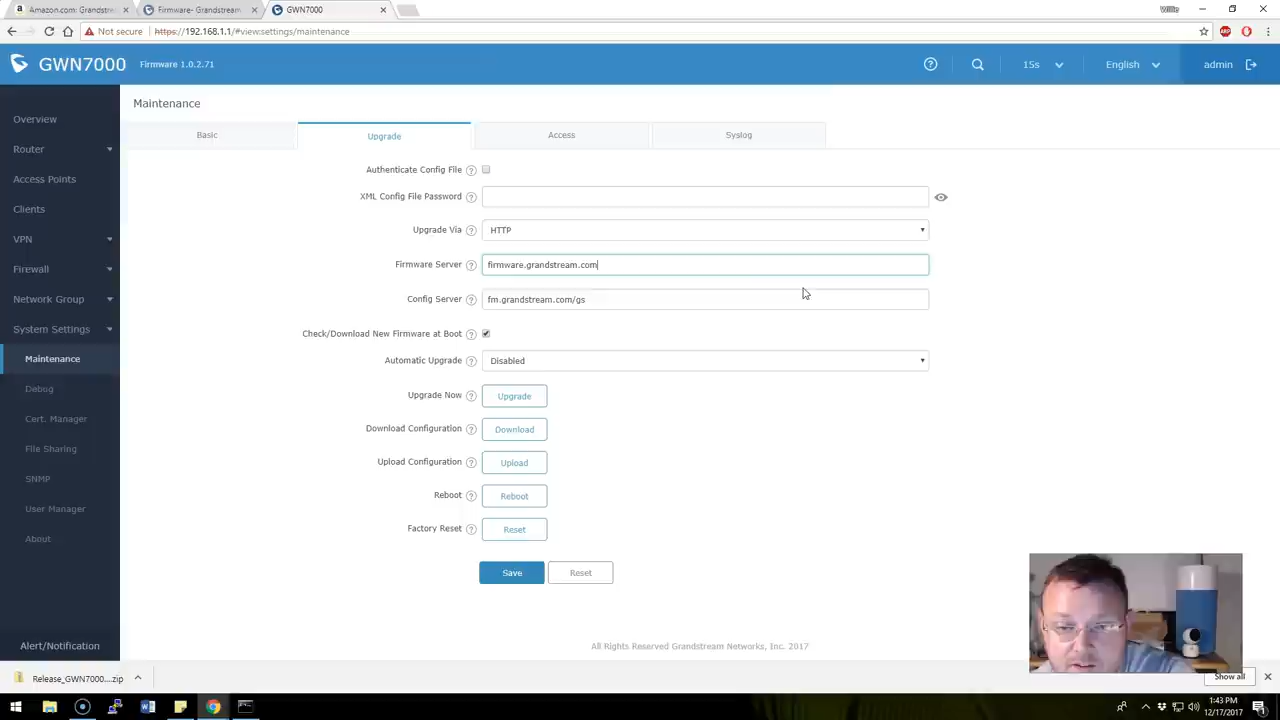 Amazon.com: Grandstre
Firmware- Grandstream
GWN7000
Willie
Not secure
https://192.168.1.1/#view:settings/maintenance
ABP
GWN7000
Firmware 1.0.2.71
15s
English
admin
Overview
Router
Access Points
Clients
VPN
Firewall
Network Group
System Settings
Maintenance
Debug
Cert. Manager
File Sharing
SNMP
User Manager
About
Alert/Notification
Maintenance
Basic
Upgrade
Access
Syslog
Authenticate Config File
XML Config File Password
Upgrade Via
HTTP
Firmware Server
firmware.grandstream.com
Config Server
fm.grandstream.com/gs
Check/Download New Firmware at Boot
Automatic Upgrade
Disabled
Upgrade Now
Upgrade
Download Configuration
Download
Upload Configuration
Upload
Reboot
Reboot
Factory Reset
Reset
Save
Reset
All Rights Reserved Grandstream Networks, Inc. 2017
Release_GWN7000....zip
Show all
1:43 PM
12/17/2017